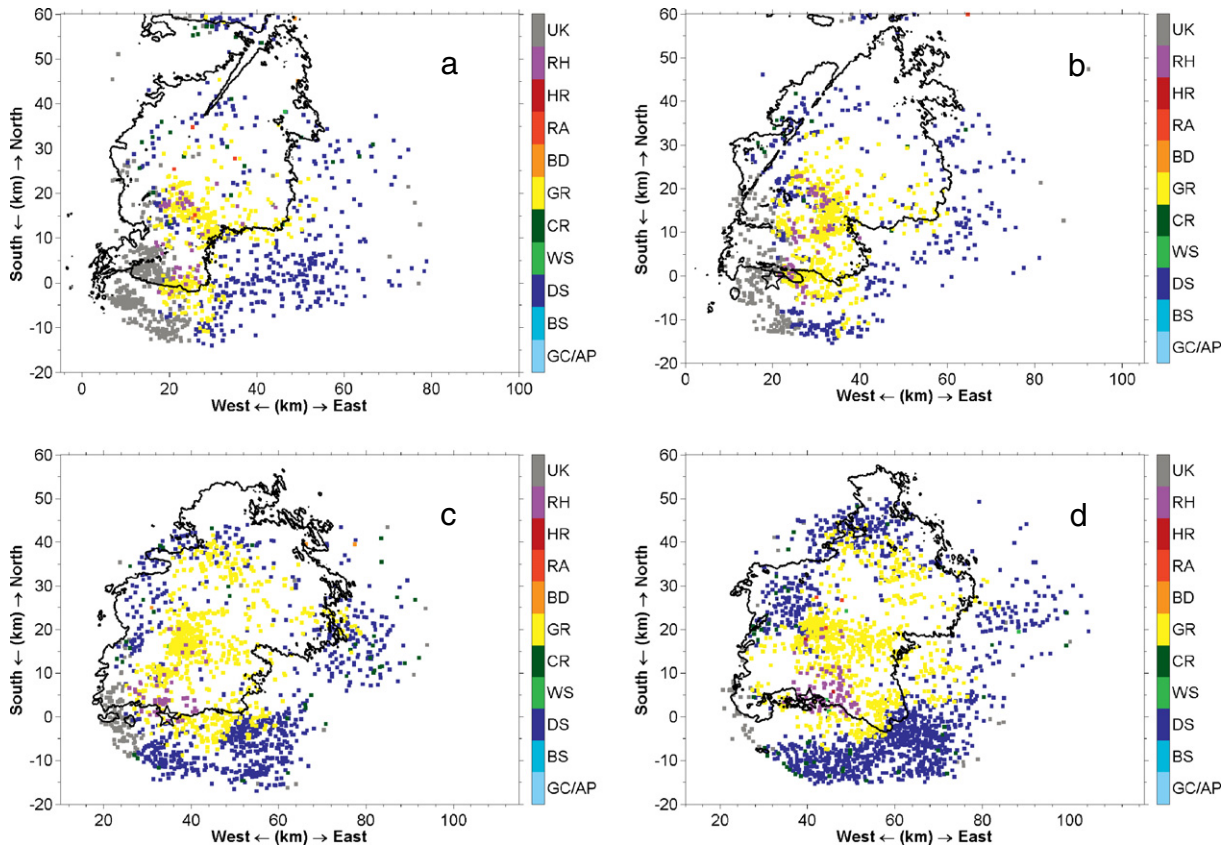 a
60
50
40
30
20
10
0
-10
-20
South ← (km) → North
0 20 40 60 80 100
West ← (km) → East
UK
RH
HR
RA
BD
GR
CR
WS
DS
BS
GC/AP
b
60
50
40
30
20
10
0
-10
-20
South ← (km) → North
0 20 40 60 80 100
West ← (km) → East
UK
RH
HR
RA
BD
GR
CR
WS
DS
BS
GC/AP
c
60
50
40
30
20
10
0
-10
-20
South ← (km) → North
20 40 60 80 100
West ← (km) → East
UK
RH
HR
RA
BD
GR
CR
WS
DS
BS
GC/AP
d
60
50
40
30
20
10
0
-10
-20
South ← (km) → North
20 40 60 80 100
West ← (km) → East
UK
RH
HR
RA
BD
GR
CR
WS
DS
BS
GC/AP